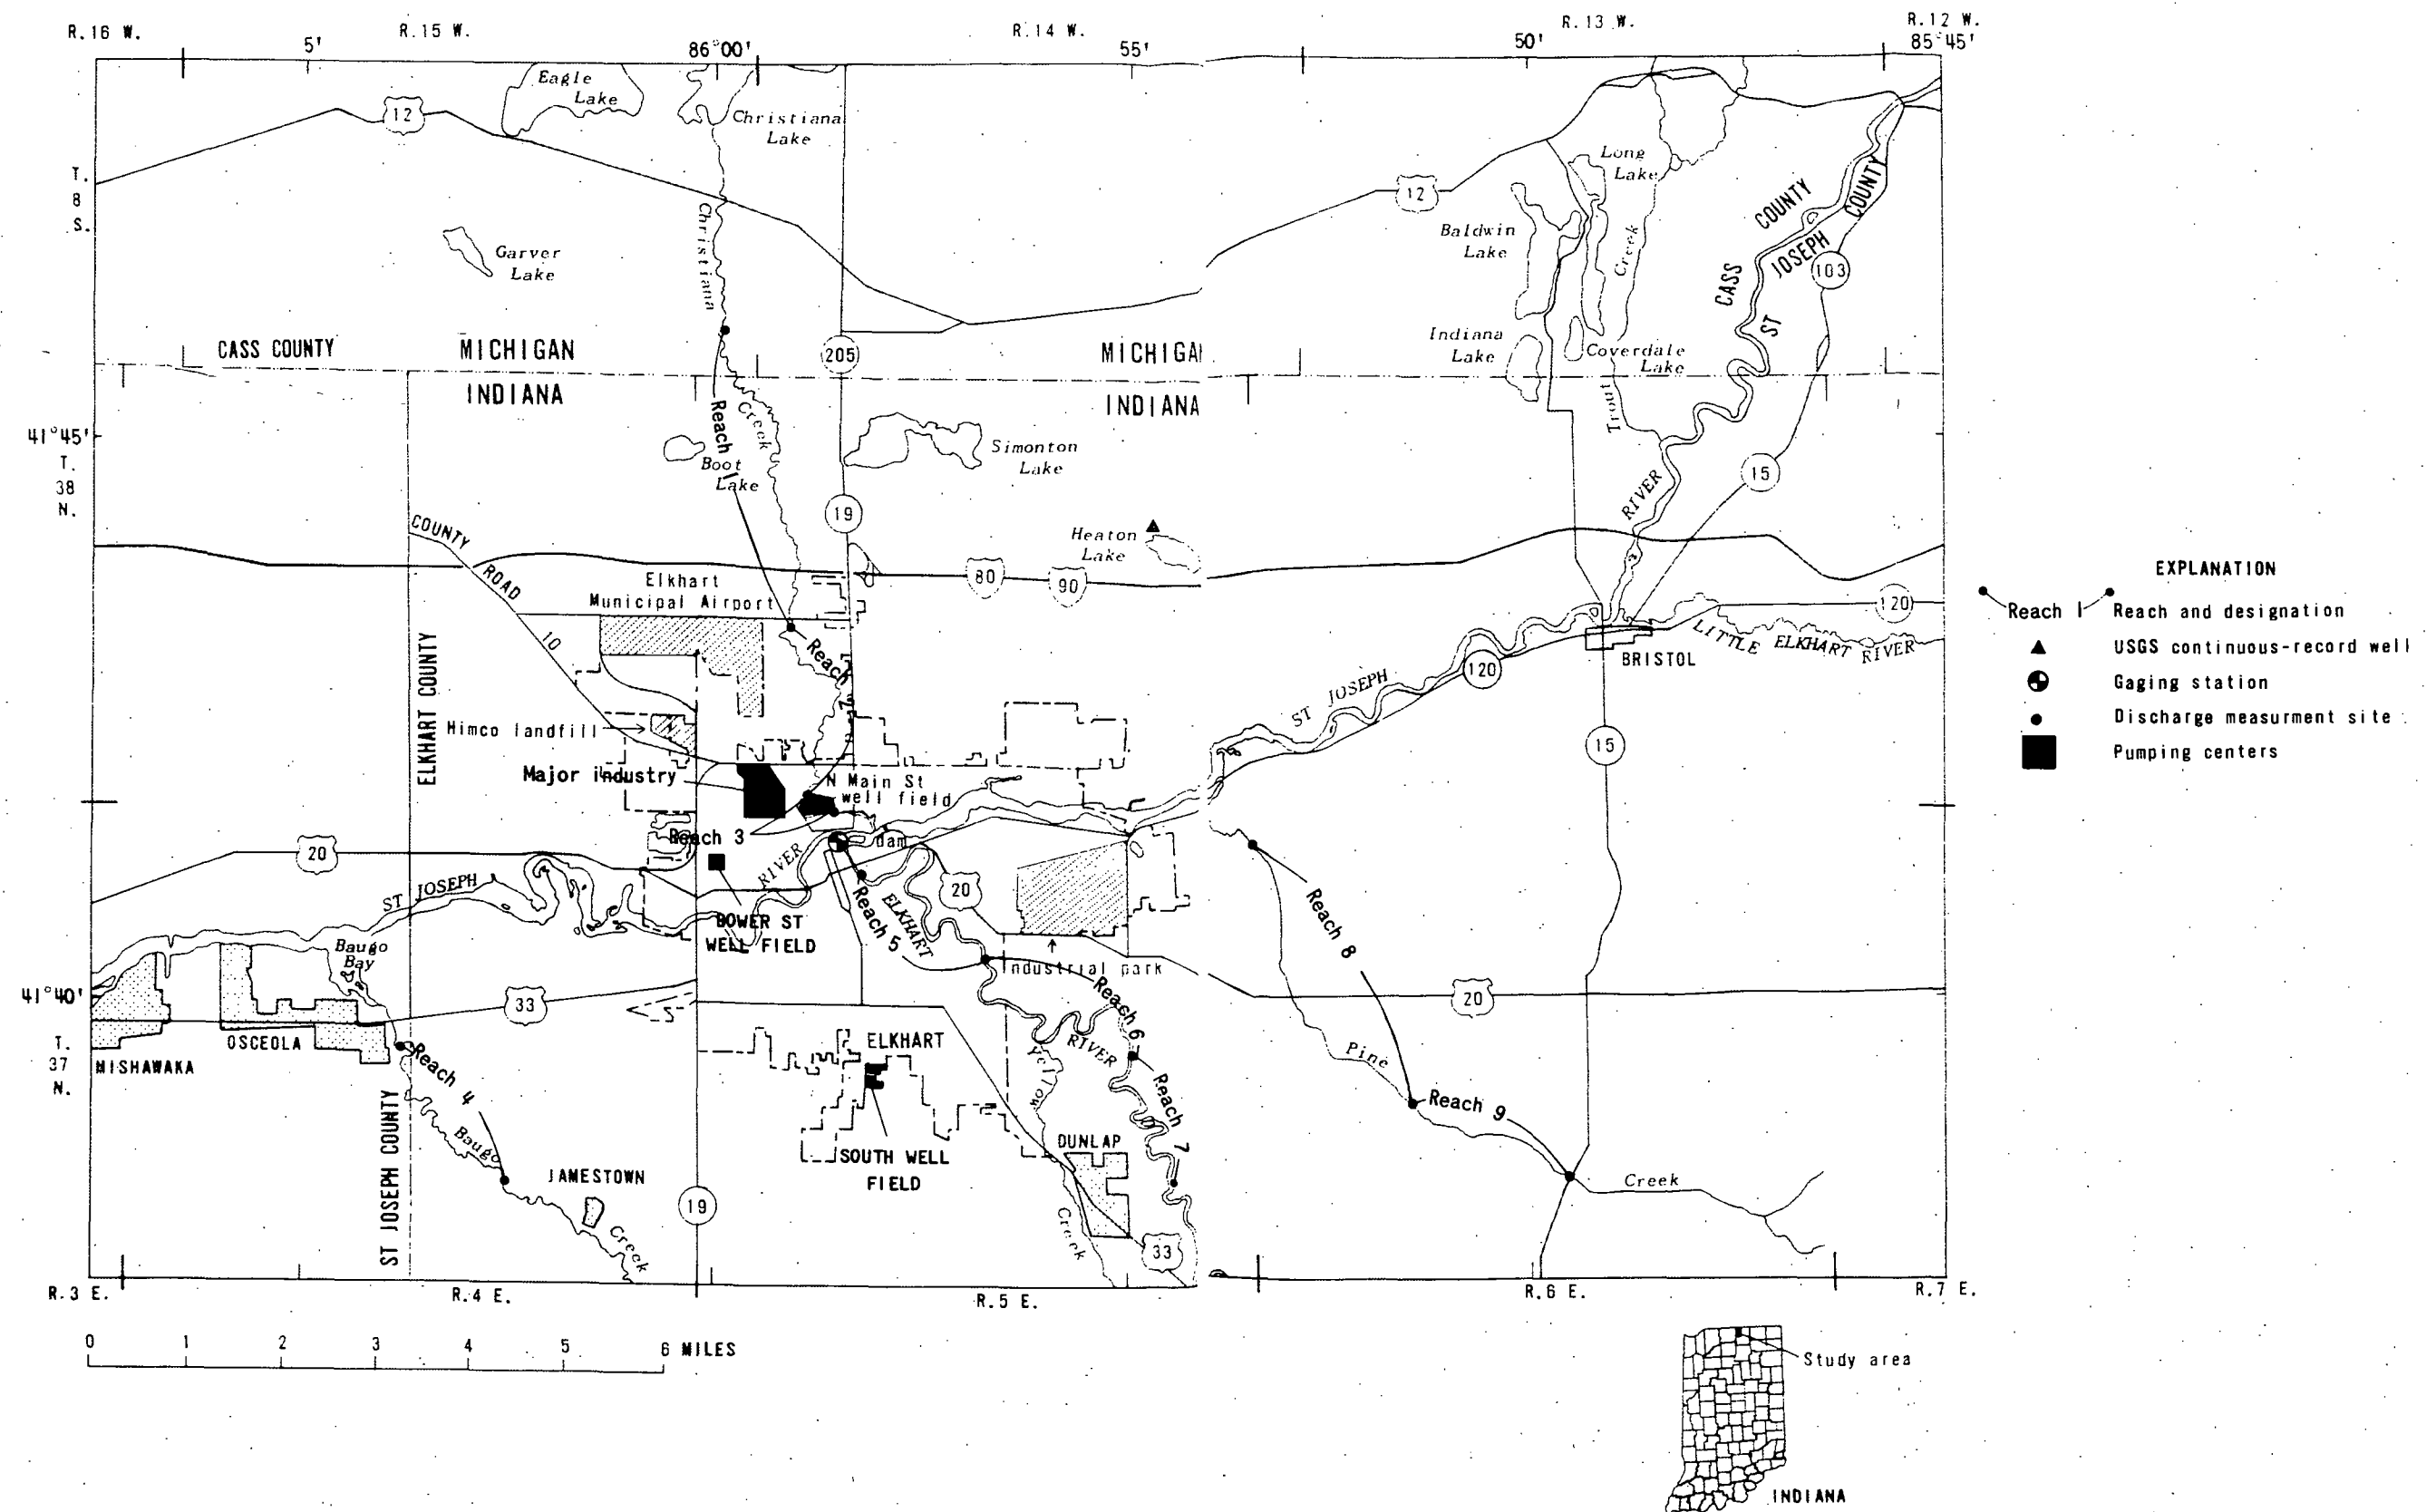 R.16 W.
R.15 W.
R.14 W.
R.13 W.
R.12 W.
5'
86°00'
55'
50'
85°45'
Eagle
Lake
12
Christiana
Lake
T.
8
S.
Long
Lake
12
COUNTY
COUNTY
Christiana
Baldwin
Lake
Creek
Garver
Lake
CASS
ST
JOSEPH
103
CASS COUNTY
MICHIGAN
205
MICHIGA
Indiana
Lake
Coverdale
Lake
INDIANA
INDIANA
Reach 1
Creek
Trout
41°45'
T.
38
N.
Boot
Lake
Simonton
Lake
15
RIVER
19
COUNTY
ROAD
10
Heaton
Lake
80
90
Elkhart
Municipal Airport
120
LITTLE ELKHART RIVER
BRISTOL
ELKHART COUNTY
Reach 2
ST JOSEPH
120
Himco landfill
15
Major industry
N Main St
well field
Reach 3
dam
20
RIVER
20
ST JOSEPH
BOWER ST
WELL FIELD
Reach 5
ELKHART
Reach 8
Baugo
Bay
Industrial park
41°40'
33
Reach 6
20
T.
37
N.
MISHAWAKA
OSCEOLA
Reach 4
ELKHART
RIVER
Yellow
Pine
Reach 7
Reach 9
ST JOSEPH COUNTY
Baugo
JAMESTOWN
Creek
SOUTH WELL
FIELD
DUNLAP
Creek
Creek
19
33
R.3 E.
R.4 E.
R.5 E.
R.6 E.
R.7 E.
0 1 2 3 4 5 6 MILES
EXPLANATION
Reach 1 Reach and designation
USGS continuous-record well
Gaging station
Discharge measurment site
Pumping centers
Study area
INDIANA